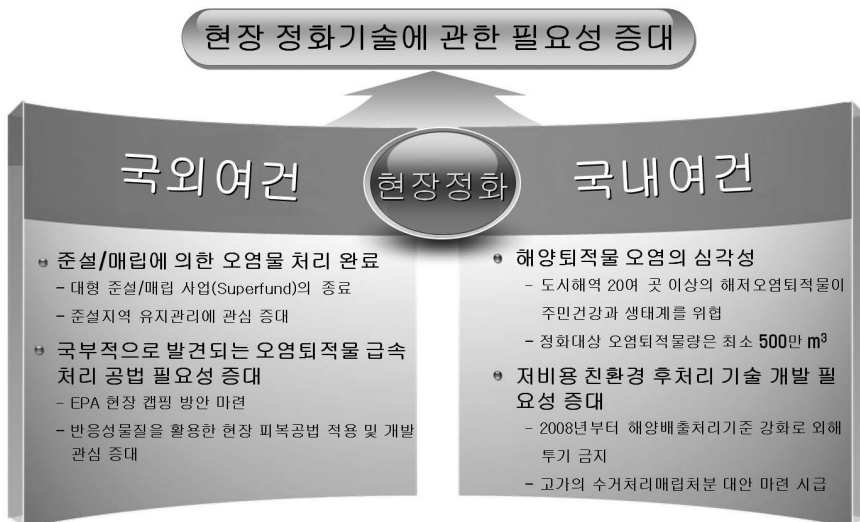 현장 정화기술에 관한 필요성 증대
국외여건
현장정화
국내여건
준설/매립에 의한 오염물 처리 완료
– 대형 준설/매립 사업(Superfund)의 종료
– 준설지역 유지관리에 관심 증대
국부적으로 발견되는 오염퇴적물 급속
처리 공법 필요성 증대
– EPA 현장 캡핑 방안 마련
– 반응성물질을 활용한 현장 피복공법 적용 및 개발
관심 증대
해양퇴적물 오염의 심각성
– 도시해역 20여 곳 이상의 해저오염퇴적물이
주민건강과 생태계를 위협
– 정화대상 오염퇴적물량은 최소 500만 m³
저비용 친환경 후처리 기술 개발 필
요성 증대
– 2008년부터 해양배출처리기준 강화로 외해
투기 금지
– 고가의 수거처리매립처분 대안 마련 시급